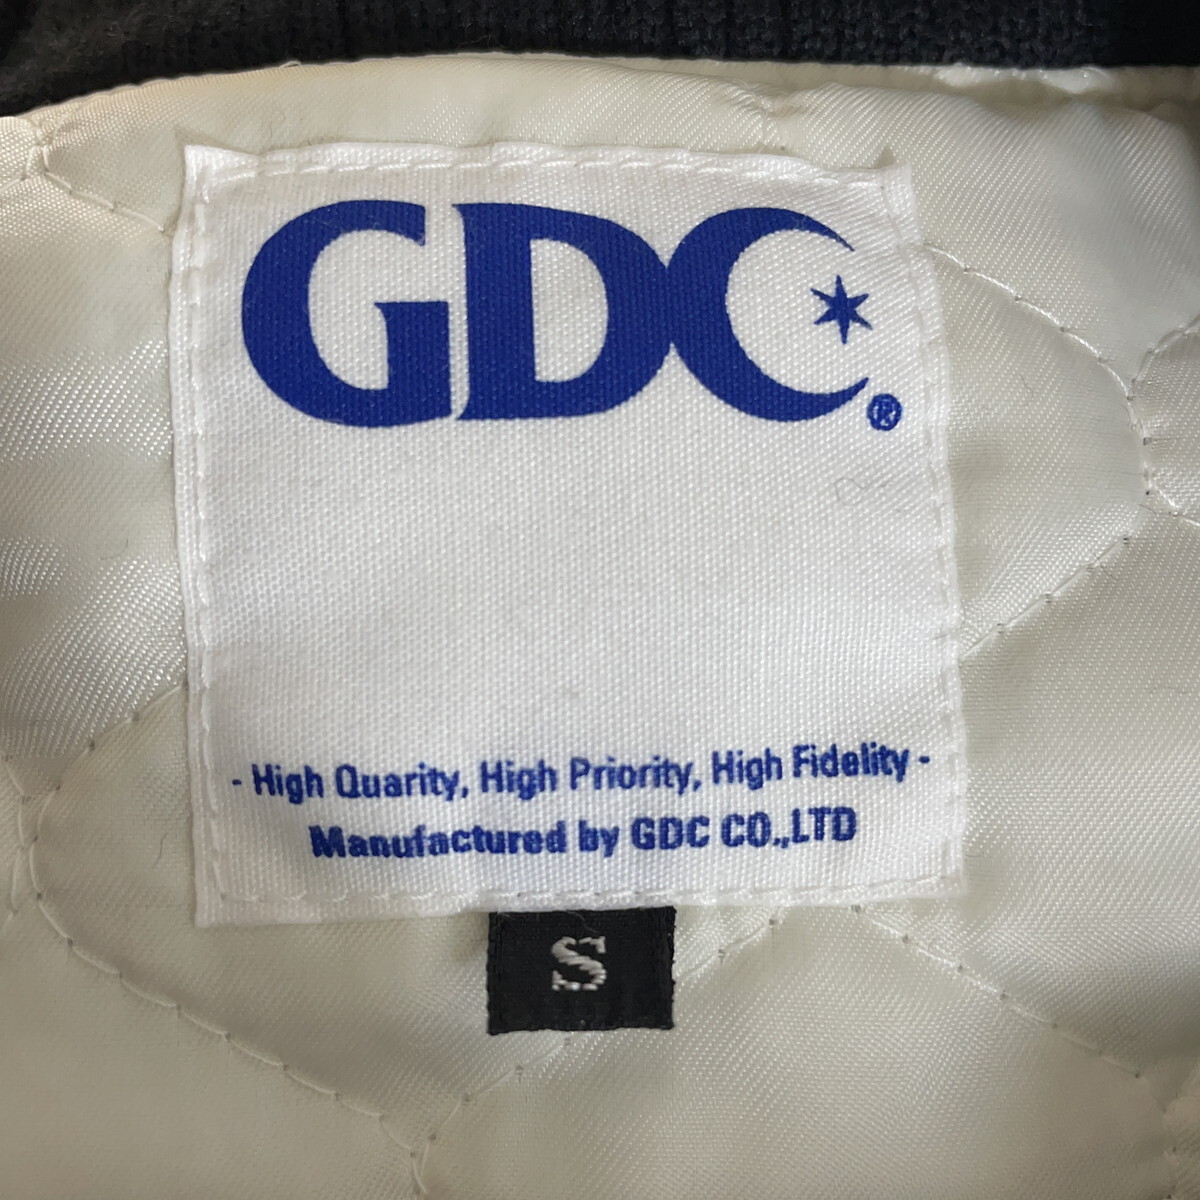 GDC®
- High Quarity, High Priority, High Fidelity -
Manufactured by GDC CO.,LTD
S